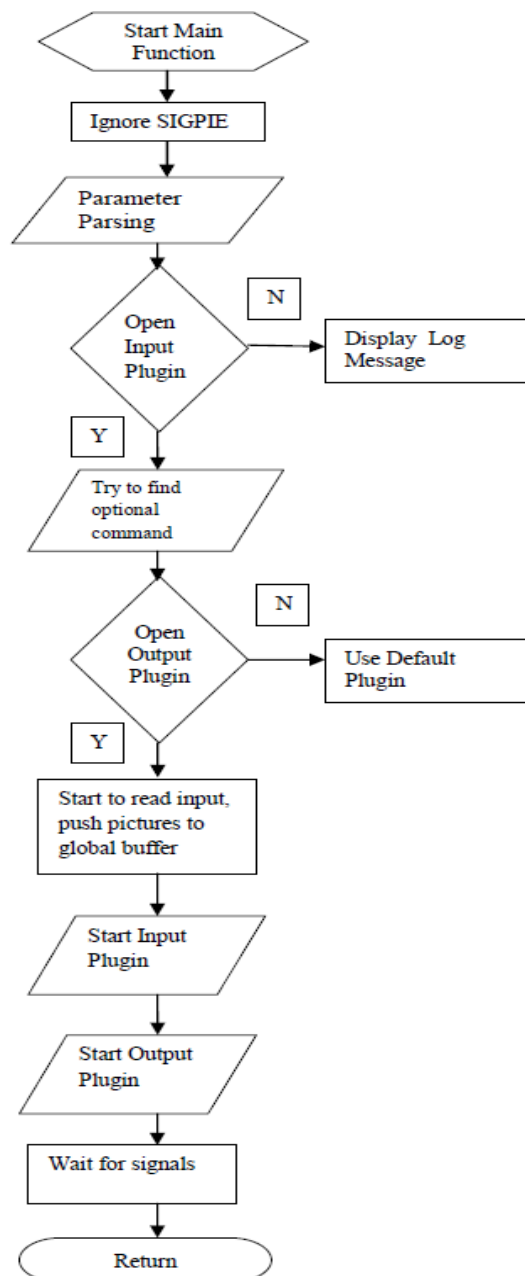 Start Main
Function
Ignore SIGPIE
Parameter
Parsing
N
Open
Input
Plugin
Display Log
Message
Y
Try to find
optional
command
N
Open
Output
Plugin
Use Default
Plugin
Y
Start to read input,
push pictures to
global buffer
Start Input
Plugin
Start Output
Plugin
Wait for signals
Return